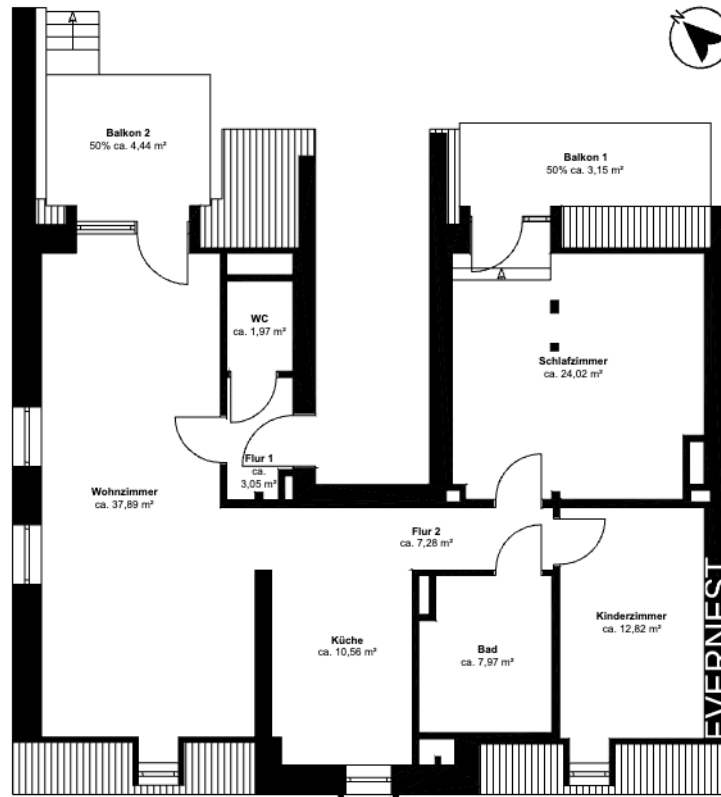 N
Balkon 2
50% ca. 4,44 m²
Balkon 1
50% ca. 3,15 m²
WC
ca. 1,97 m²
Schlafzimmer
ca. 24,02 m²
Flur 1
ca.
3,05 m²
Wohnzimmer
ca. 37,89 m²
Flur 2
ca. 7,28 m²
Kinderzimmer
ca. 12,82 m²
Küche
ca. 10,56 m²
Bad
ca. 7,97 m²
EVERNEST